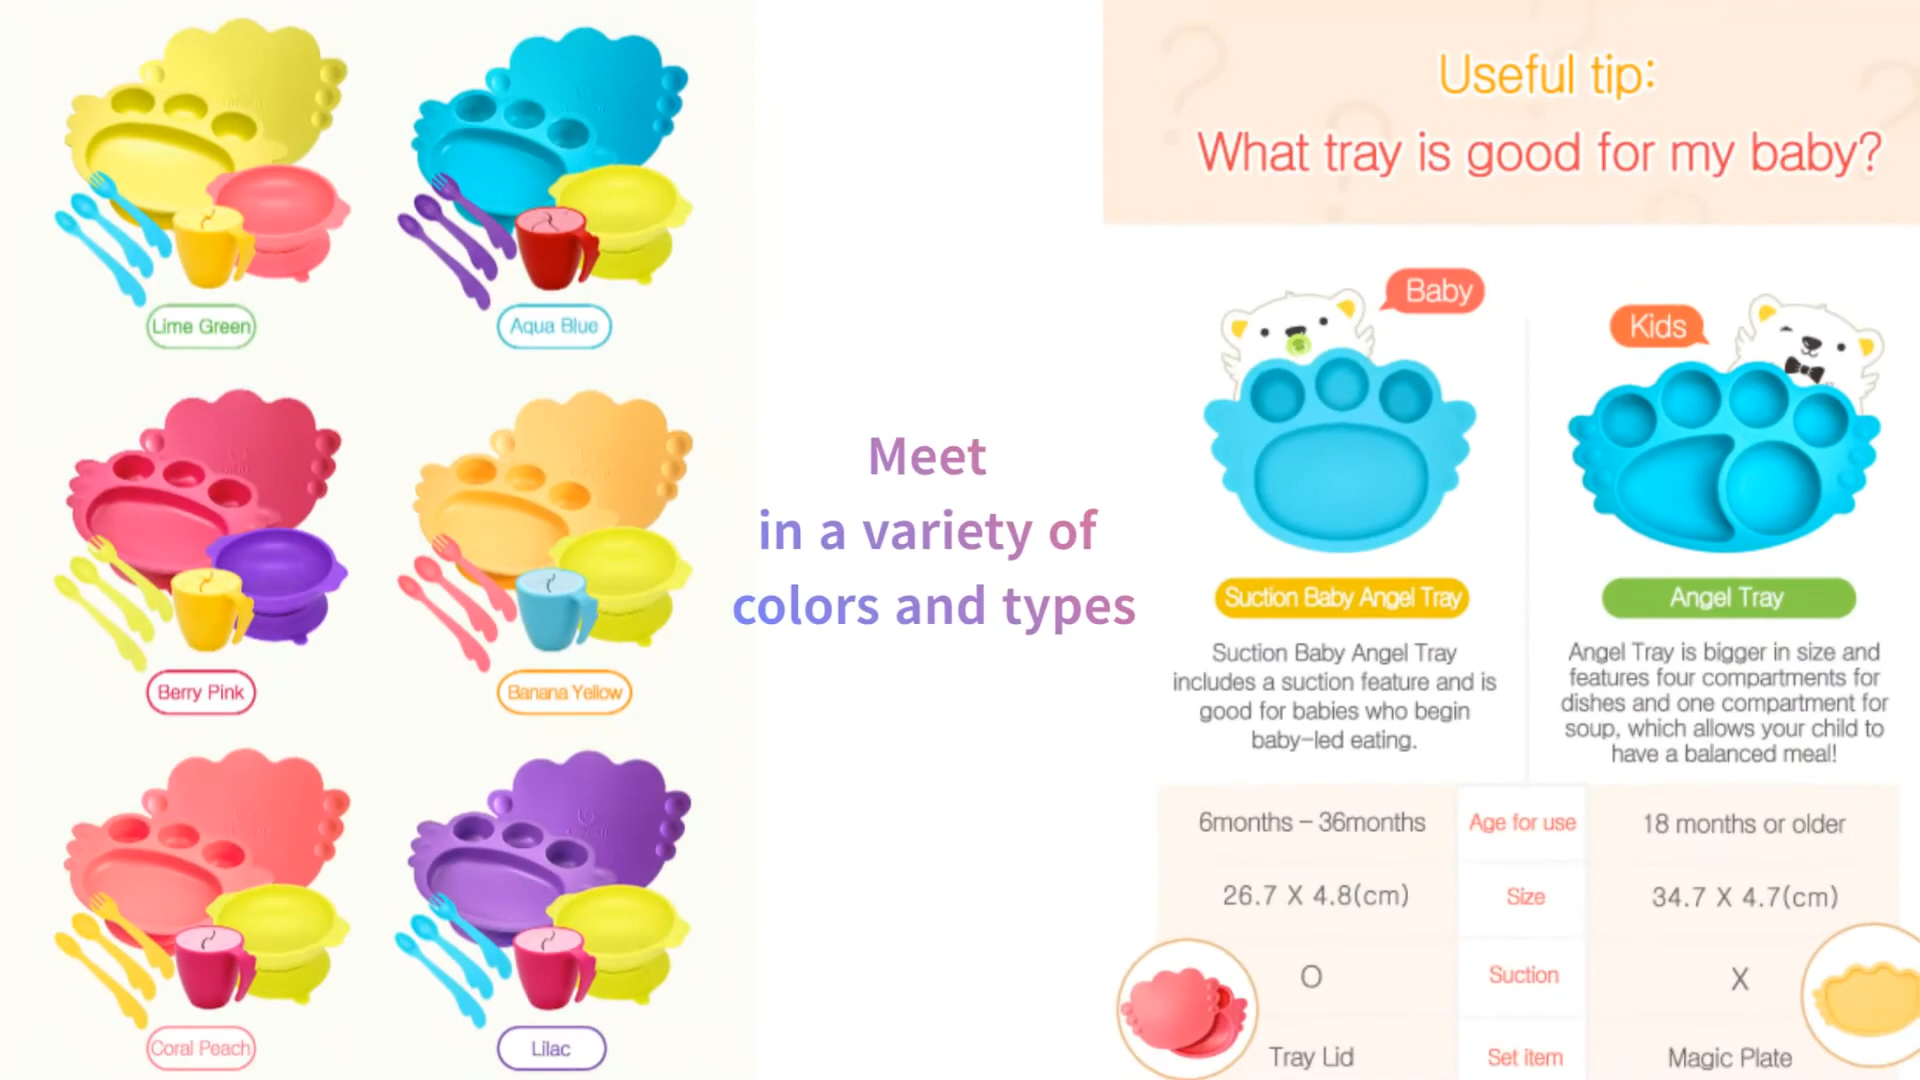 Lime Green
Aqua Blue
Berry Pink
Banana Yellow
Coral Peach
Lilac
Meet
in a variety of
colors and types
Useful tip:
What tray is good for my baby?
Baby
Kids
Suction Baby Angel Tray
Suction Baby Angel Tray
includes a suction feature and is
good for babies who begin
baby-led eating.
Angel Tray
Angel Tray is bigger in size and
features four compartments for
dishes and one compartment for
soup, which allows your child to
have a balanced meal!
6months – 36months Age for use 18 months or older
26.7 X 4.8(cm) Size 34.7 X 4.7(cm)
O Suction X
Tray Lid Set item Magic Plate